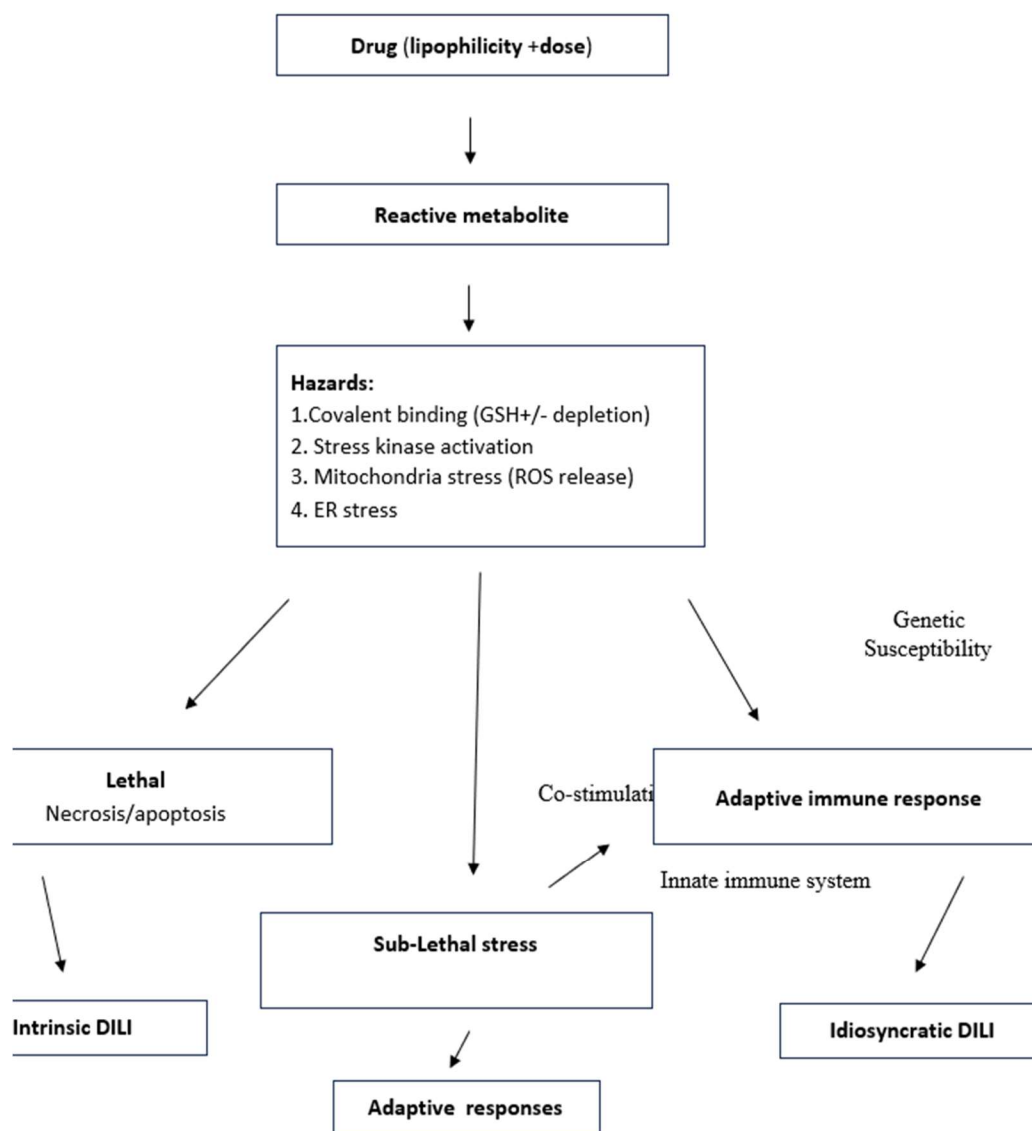 Drug (lipophilicity +dose)
Reactive metabolite
Hazards:
1.Covalent binding (GSH+/- depletion)
2. Stress kinase activation
3. Mitochondria stress (ROS release)
4. ER stress
Genetic
Susceptibility
Lethal
Necrosis/apoptosis
Co-stimulati
Adaptive immune response
Innate immune system
Sub-Lethal stress
Intrinsic DILI
Idiosyncratic DILI
Adaptive responses